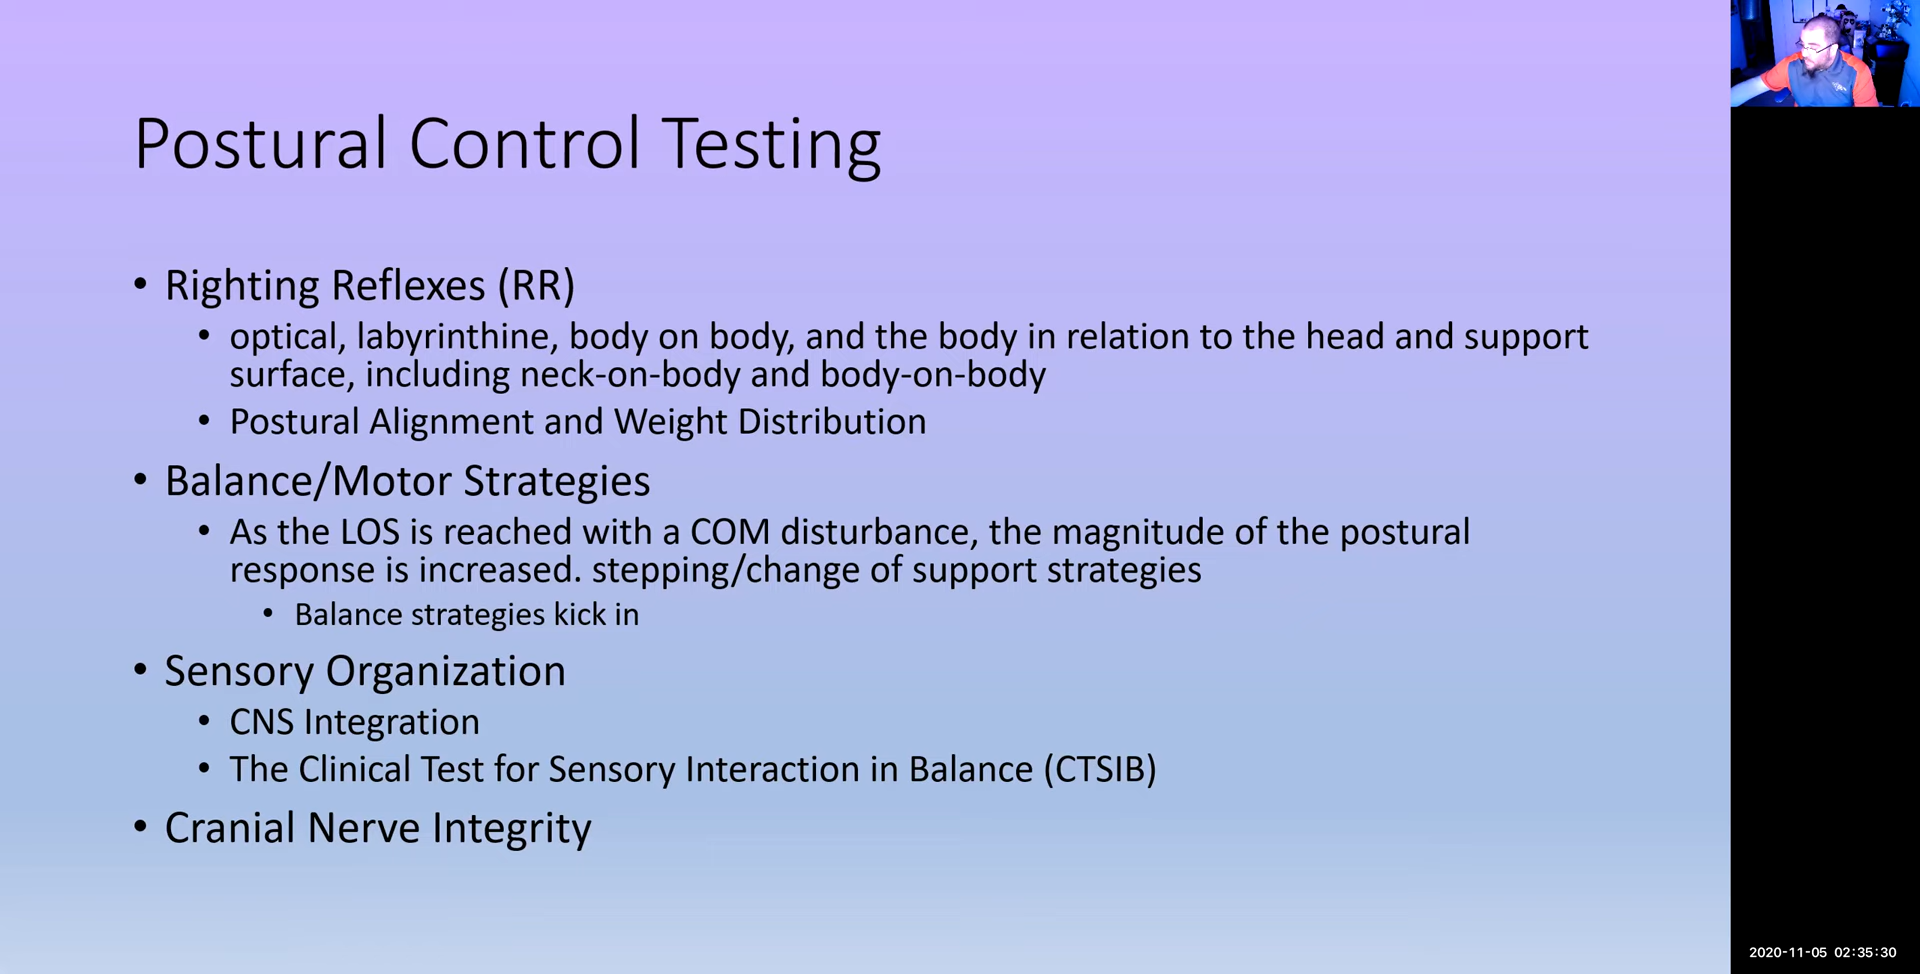 Postural Control Testing
• Righting Reflexes (RR)
• optical, labyrinthine, body on body, and the body in relation to the head and support
surface, including neck-on-body and body-on-body
• Postural Alignment and Weight Distribution
• Balance/Motor Strategies
• As the LOS is reached with a COM disturbance, the magnitude of the postural
response is increased. stepping/change of support strategies
• Balance strategies kick in
• Sensory Organization
• CNS Integration
• The Clinical Test for Sensory Interaction in Balance (CTSIB)
• Cranial Nerve Integrity
2020-11-05 02:35:30